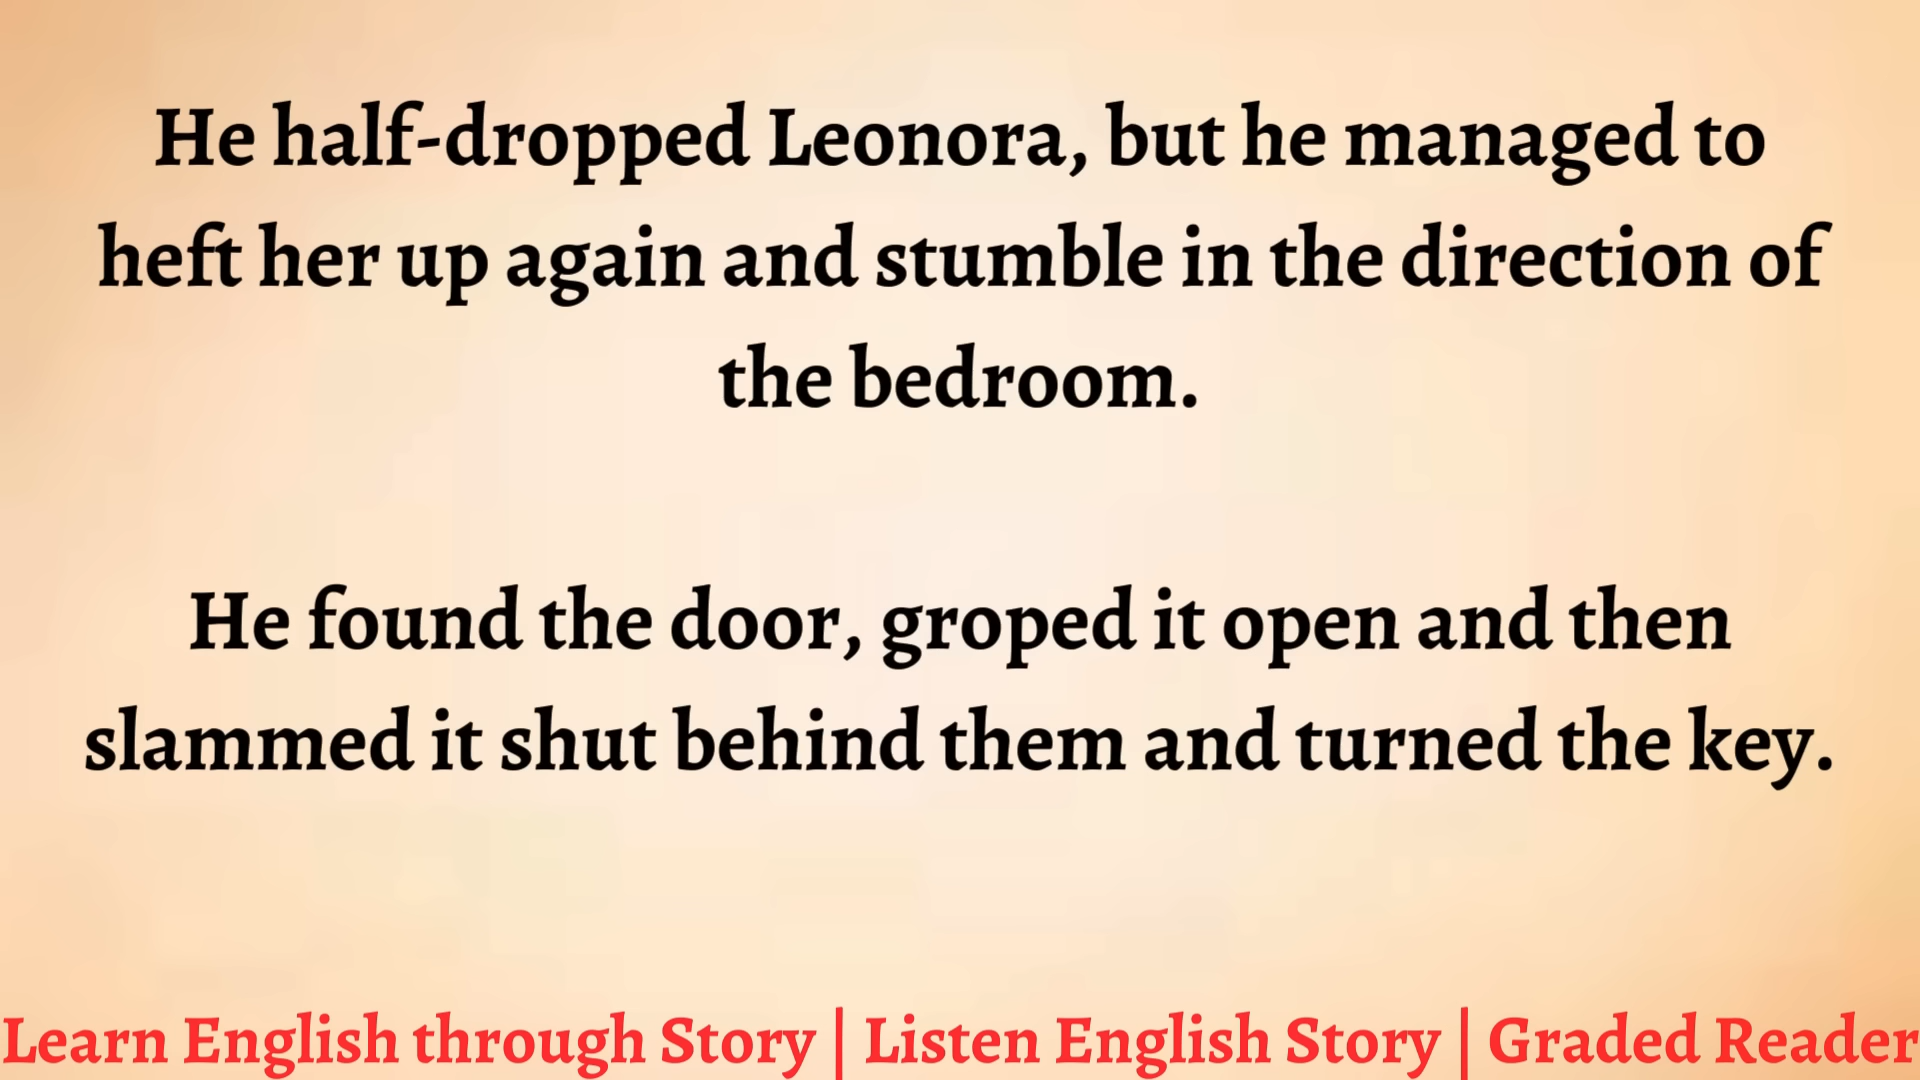 He half-dropped Leonora, but he managed to
heft her up again and stumble in the direction of
the bedroom.
He found the door, groped it open and then
slammed it shut behind them and turned the key.
Learn English through Story | Listen English Story | Graded Reader